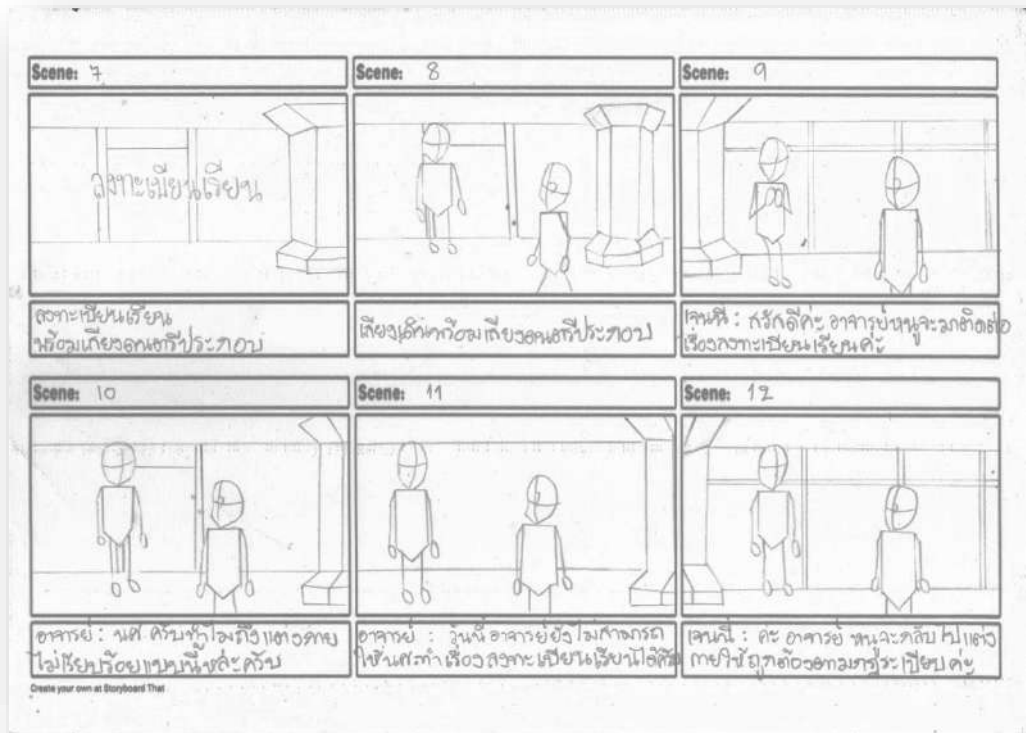 Scene: 7
Scene: 8
Scene: 9
ลงทะเบียนเรียน
ลงทะเบียนเรียน
พร้อมเสียงดนตรีประกอบ
เสียงเดินพร้อมเสียงดนตรีประกอบ
เจนนี่ : สวัสดีค่ะ อาจารย์หนูจะมาติดต่อ
เรื่องลงทะเบียนเรียนค่ะ
Scene: 10
Scene: 11
Scene: 12
อาจารย์ : นศ ครับทำไมถึงแต่งกาย
ไม่เรียบร้อยแบบนี้หล่ะครับ
อาจารย์ : วันนี้อาจารย์ยังไม่สามารถ
ให้นศ.ทำเรื่องลงทะเบียนเรียนได้
เจนนี่ : ค่ะ อาจารย์ หนูจะกลับไปแต่ง
กายให้ถูกต้องตามกฎระเบียบค่ะ
Create your own at Storyboard That